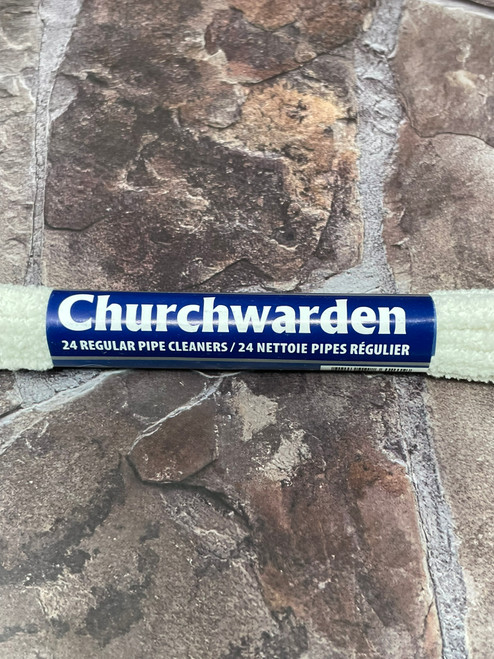 Churchwarden
24 REGULAR PIPE CLEANERS / 24 NETTOIE PIPES RÉGULIER